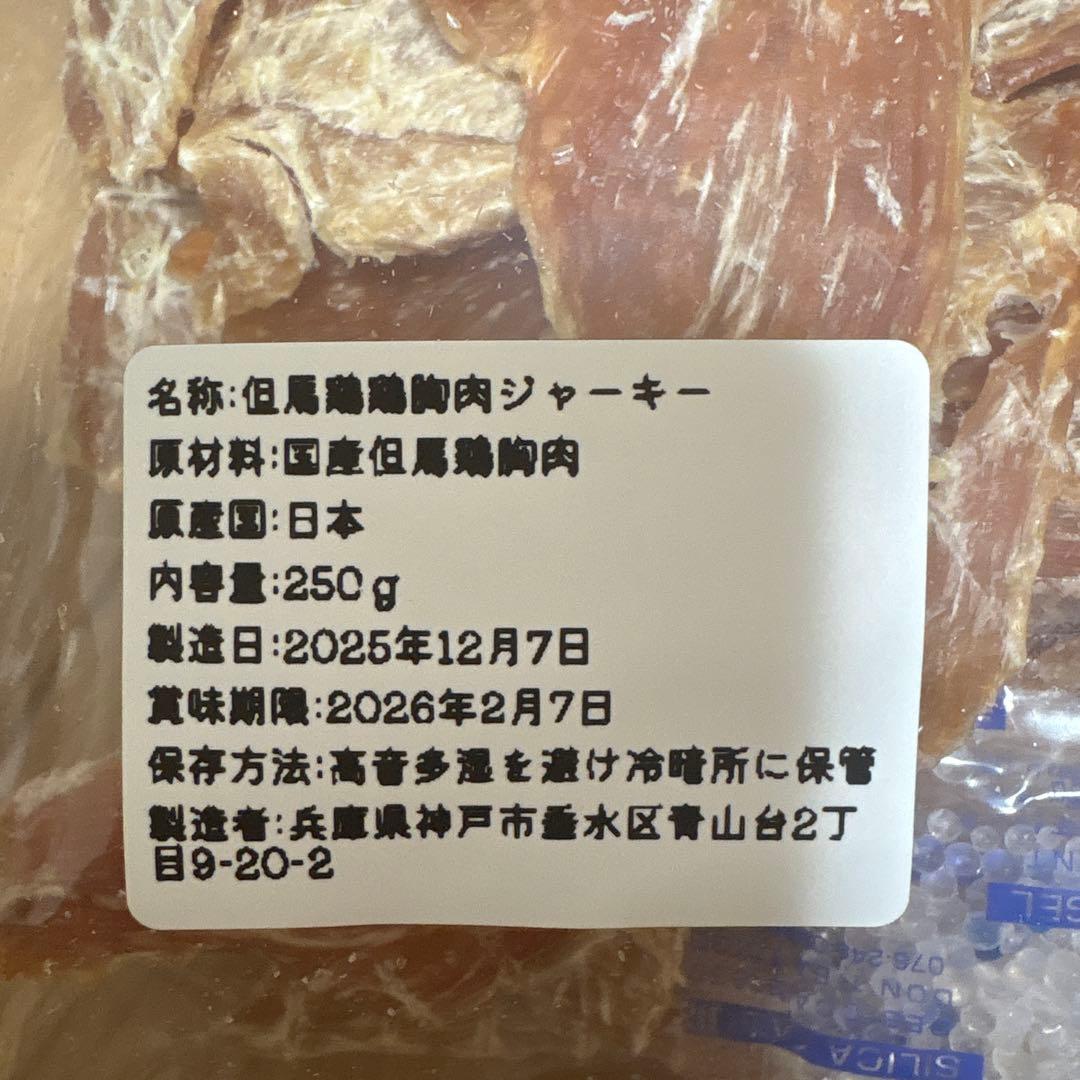 名称:但馬鶏鶏胸肉ジャーキー
原材料:国産但馬鶏胸肉
原産国:日本
内容量:250g
製造日:2025年12月7日
賞味期限:2026年2月7日
保存方法:高音多湿を避け冷暗所に保管
製造者:兵庫県神戸市垂水区青山台2丁
目9-20-2
GEL
DON'T EAT
SILICA